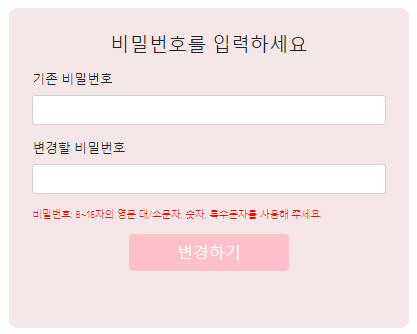 비밀번호를 입력하세요
기존 비밀번호
변경할 비밀번호
비밀번호: 8~16자의 영문 대/소문자, 숫자, 특수문자를 사용해 주세요.
변경하기